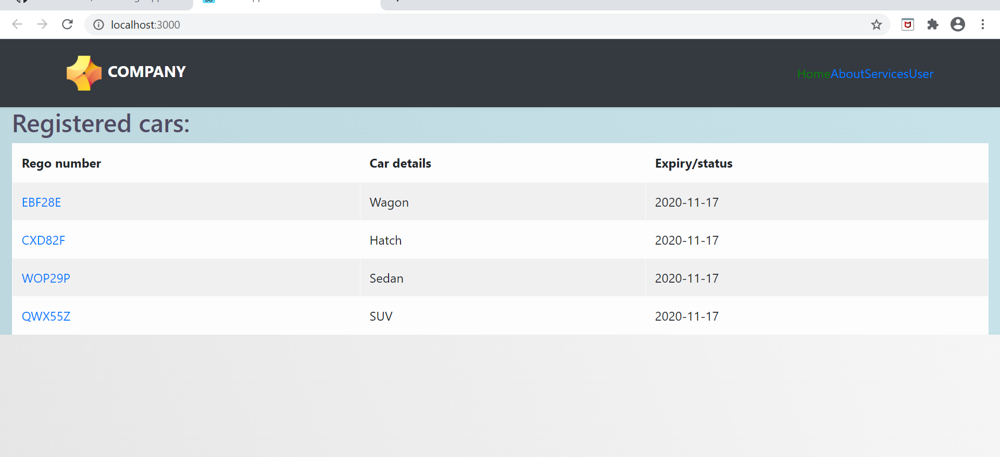 localhost:3000
COMPANY
HomeAboutServicesUser
Registered cars:
Rego number Car details Expiry/status
EBF28E Wagon 2020-11-17
CXD82F Hatch 2020-11-17
WOP29P Sedan 2020-11-17
QWX55Z SUV 2020-11-17